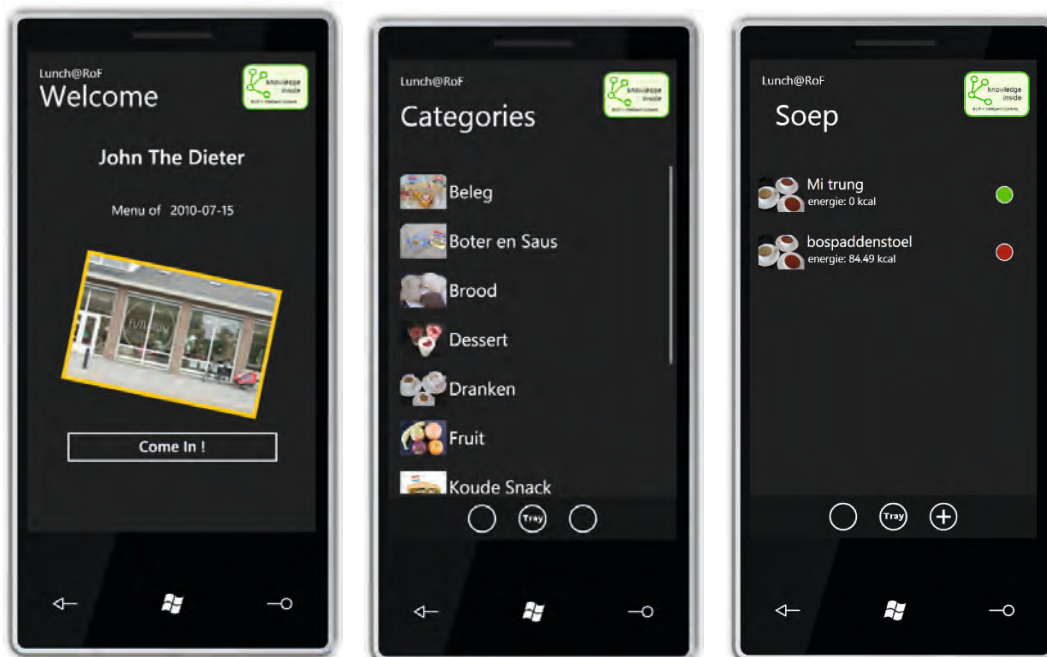 Lunch@RoF
Welcome
knowledge
inside
John The Dieter
Menu of 2010-07-15
FUTURUM
Come In !
Lunch@RoF
Categories
knowledge
inside
Beleg
Boter en Saus
Brood
Dessert
Dranken
Fruit
Koude Snack
Tray
Lunch@RoF
Soep
knowledge
inside
Mi trung
energie: 0 kcal
bospaddenstoel
energie: 84.49 kcal
Tray